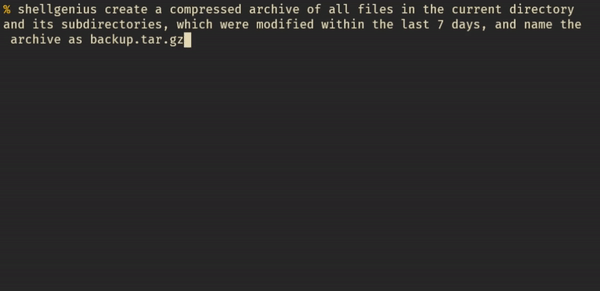 % shellgenius create a compressed archive of all files in the current directory
and its subdirectories, which were modified within the last 7 days, and name the
archive as backup.tar.gz